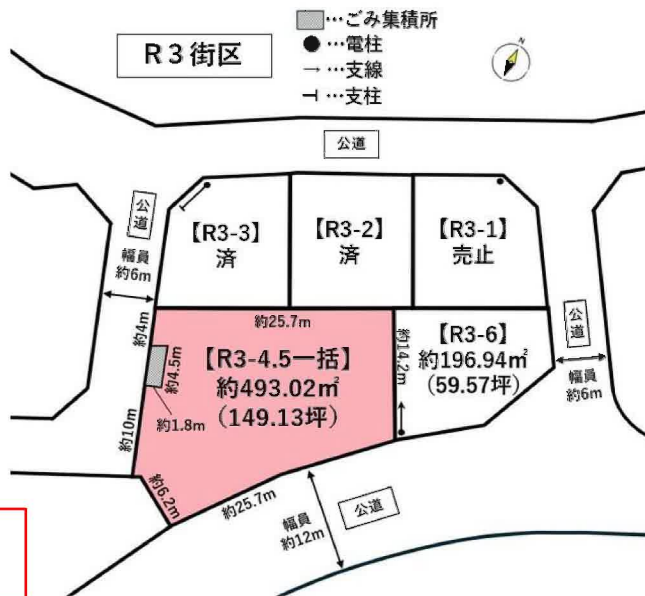 R3街区
…ごみ集積所
…電柱
…支線
…支柱
N
公道
公道
幅員
約6m
【R3-3】
済
【R3-2】
済
【R3-1】
売止
公道
幅員
約6m
約4m
約25.7m
【R3-4.5一括】
約493.02㎡
（149.13坪）
約4.5m
約1.8m
約10m
約14.2m
【R3-6】
約196.94㎡
（59.57坪）
約6.2m
約25.7m
幅員
約12m
公道